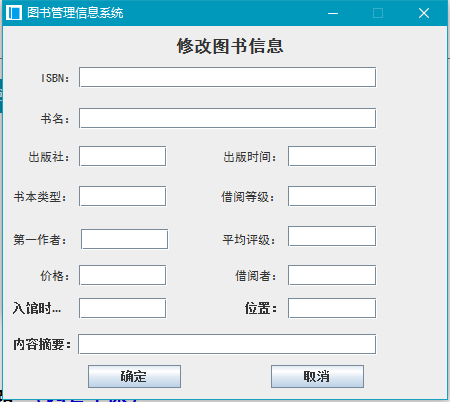 图书管理信息系统
修改图书信息
ISBN:
书名:
出版社: 出版时间:
书本类型: 借阅等级:
第一作者: 平均评级:
价格: 借阅者:
入馆时... 位置:
内容摘要:
确定 取消